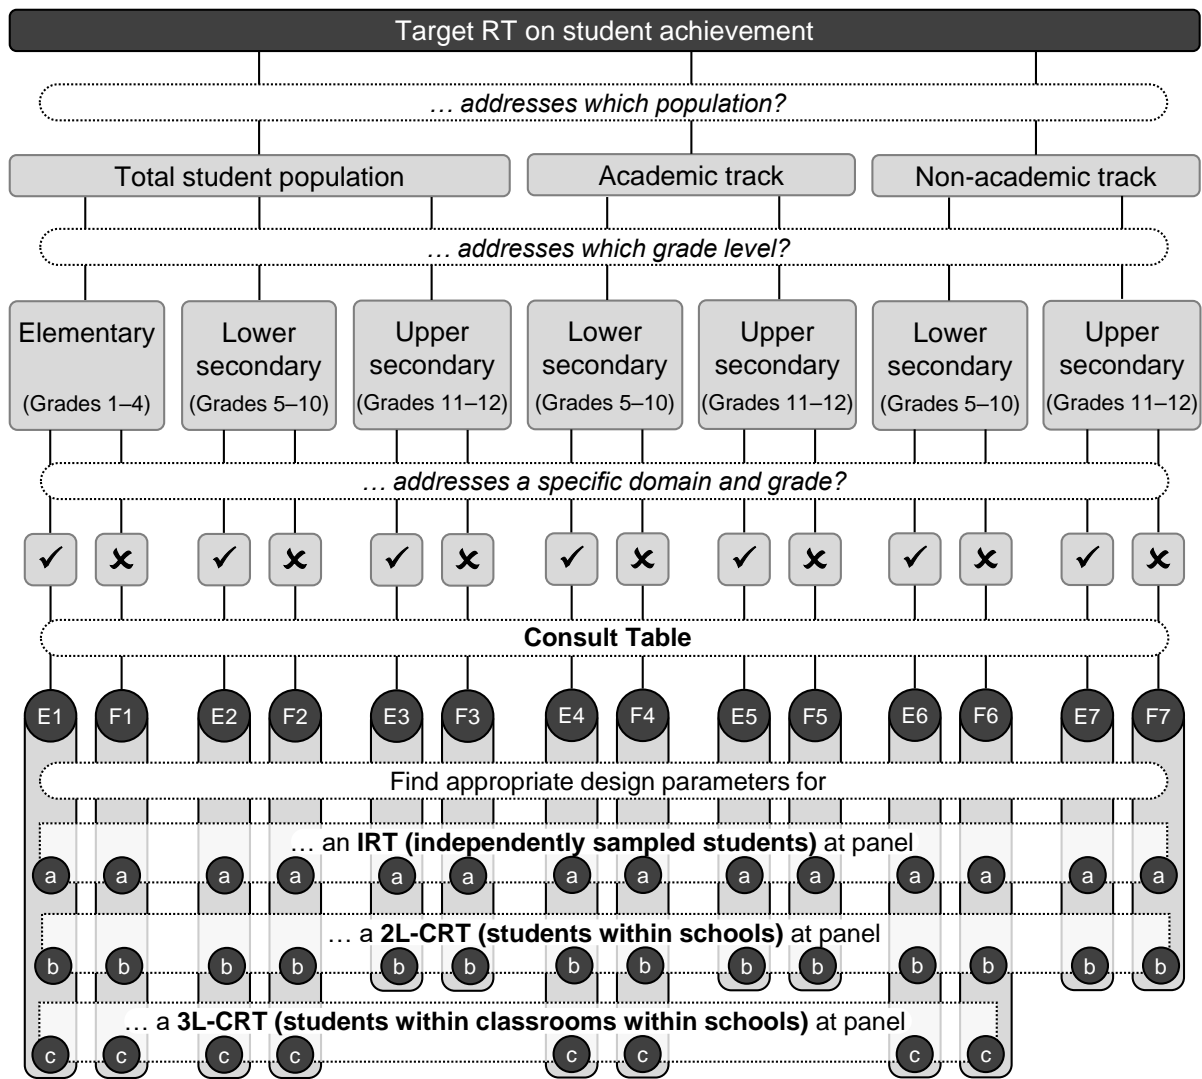 Target RT on student achievement
… addresses which population?
Total student population
Academic track
Non-academic track
… addresses which grade level?
Elementary
(Grades 1–4)
Lower
secondary
(Grades 5–10)
Upper
secondary
(Grades 11–12)
Lower
secondary
(Grades 5–10)
Upper
secondary
(Grades 11–12)
Lower
secondary
(Grades 5–10)
Upper
secondary
(Grades 11–12)
… addresses a specific domain and grade?
✓ ✗ ✓ ✗ ✓ ✗ ✓ ✗ ✓ ✗ ✓ ✗ ✓ ✗
Consult Table
E1 F1 E2 F2 E3 F3 E4 F4 E5 F5 E6 F6 E7 F7
Find appropriate design parameters for
… an IRT (independently sampled students) at panel
a a a a a a a a a a a a a a
… a 2L-CRT (students within schools) at panel
b b b b b b b b b b b b b b
… a 3L-CRT (students within classrooms within schools) at panel
c c c c c c c c